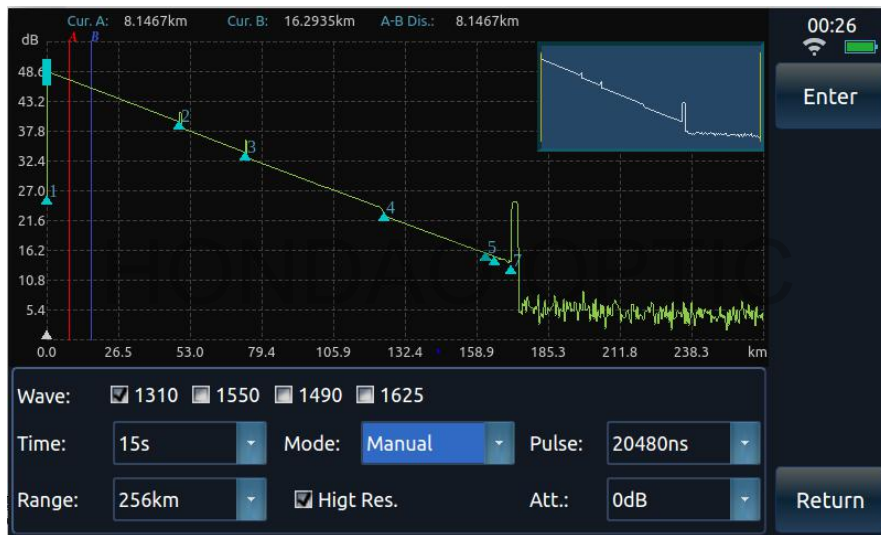 Cur. A: 8.1467km Cur. B: 16.2935km A-B Dis.: 8.1467km
00:26
dB A B
48.6
43.2
37.8
32.4
27.0
21.6
16.2
10.8
5.4
1 2 3 4 5 7
0.0 26.5 53.0 79.4 105.9 132.4 158.9 185.3 211.8 238.3 km
Enter
Wave: 1310 1550 1490 1625
Time: 15s Mode: Manual Pulse: 20480ns
Range: 256km Higt Res. Att.: 0dB
Return